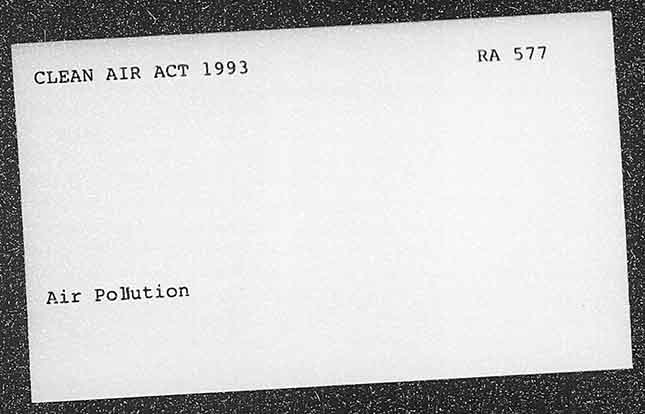 CLEAN AIR ACT 1993 RA 577
Air Pollution